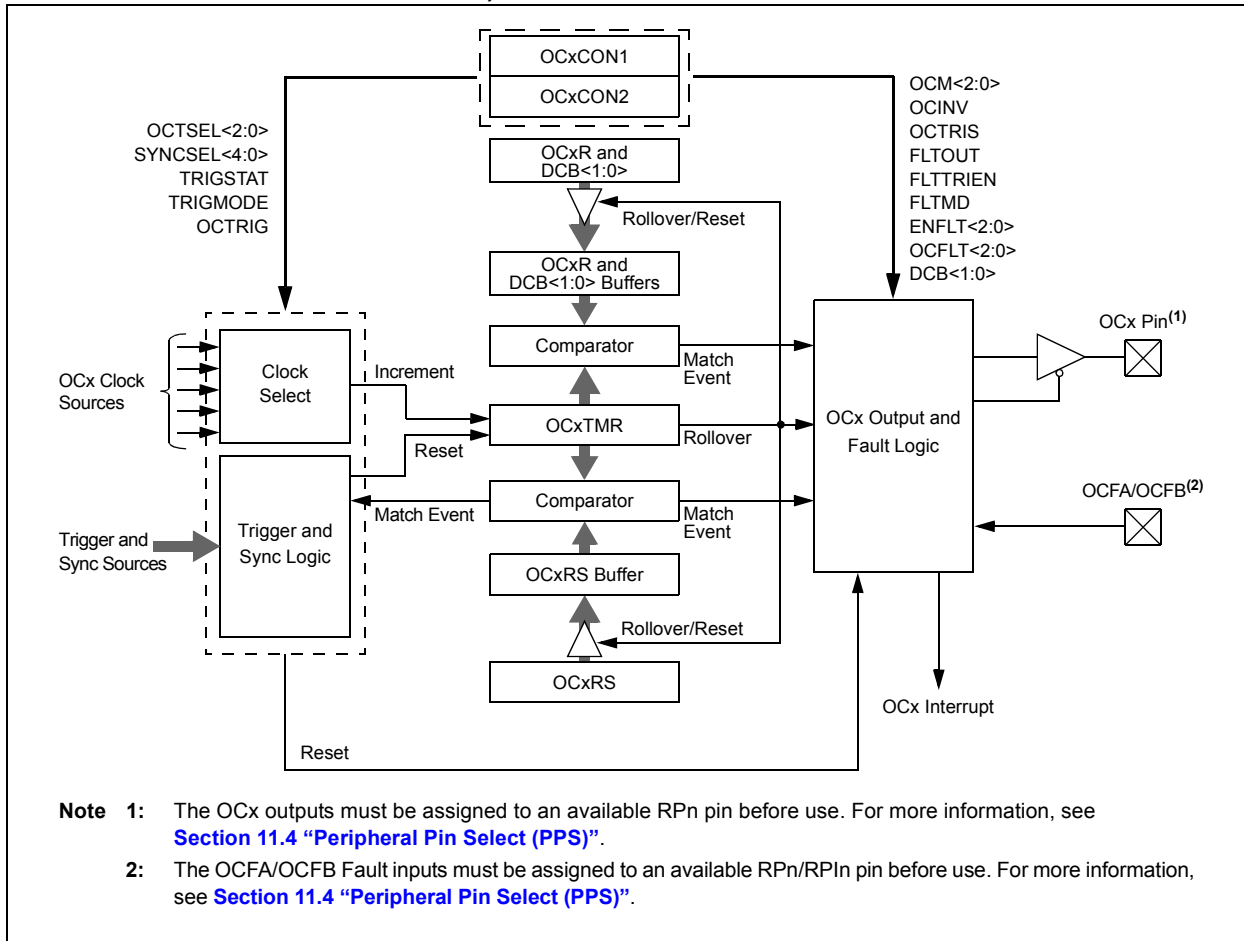 OCxCON1
OCxCON2
OCTSEL<2:0>
SYNCSEL<4:0>
TRIGSTAT
TRIGMODE
OCTRIG
OCM<2:0>
OCINV
OCTRIS
FLTOUT
FLTTRIEN
FLTMD
ENFLT<2:0>
OCFLT<2:0>
DCB<1:0>
OCxR and
DCB<1:0>
Rollover/Reset
OCxR and
DCB<1:0> Buffers
OCx Clock
Sources
Clock
Select
Increment
Comparator
Match
Event
OCx Pin(1)
OCxTMR
Rollover
Reset
OCx Output and
Fault Logic
Trigger and
Sync Sources
Trigger and
Sync Logic
Match Event
Comparator
Match
Event
OCFA/OCFB(2)
OCxRS Buffer
Rollover/Reset
OCxRS
OCx Interrupt
Reset
Note 1: The OCx outputs must be assigned to an available RPn pin before use. For more information, see
Section 11.4 “Peripheral Pin Select (PPS)”.
2: The OCFA/OCFB Fault inputs must be assigned to an available RPn/RPIn pin before use. For more information,
see Section 11.4 “Peripheral Pin Select (PPS)”.